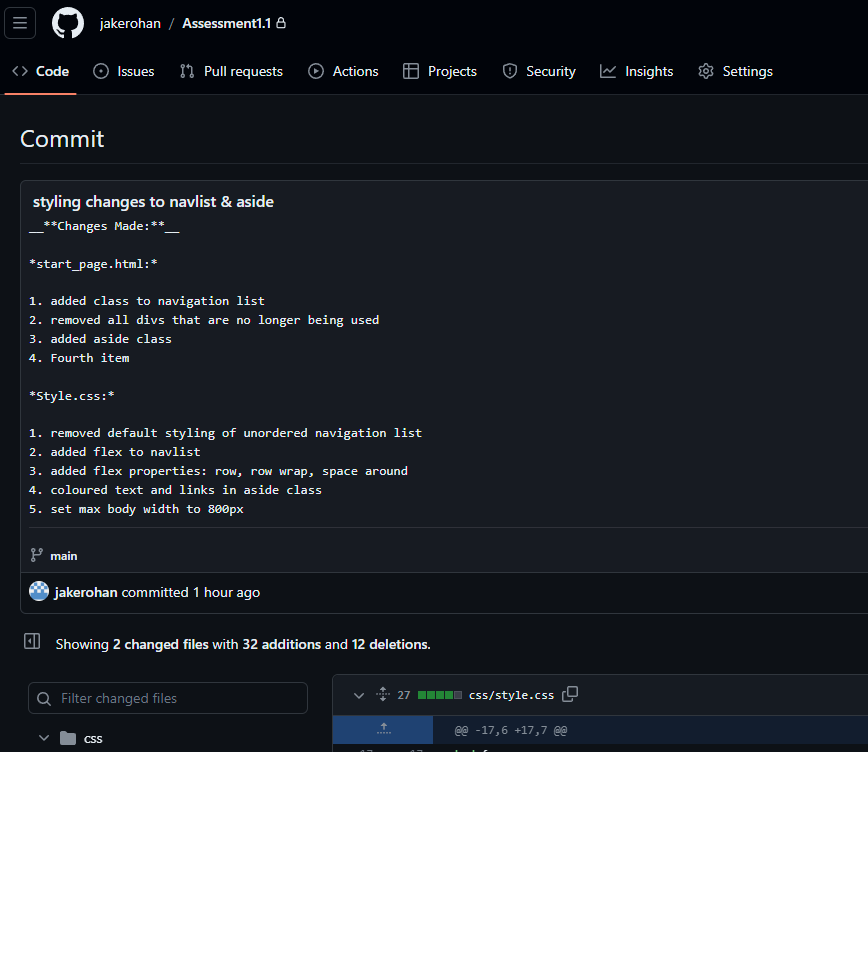 jakerohan / Assessment1.1
Code Issues Pull requests Actions Projects Security Insights Settings
Commit
styling changes to navlist & aside
__**Changes Made:**__
*start_page.html:*
1. added class to navigation list
2. removed all divs that are no longer being used
3. added aside class
4. Fourth item
*Style.css:*
1. removed default styling of unordered navigation list
2. added flex to navlist
3. added flex properties: row, row wrap, space around
4. coloured text and links in aside class
5. set max body width to 800px
main
jakerohan committed 1 hour ago
Showing 2 changed files with 32 additions and 12 deletions.
Filter changed files
27 css/style.css
@@ -17,6 +17,7 @@
css